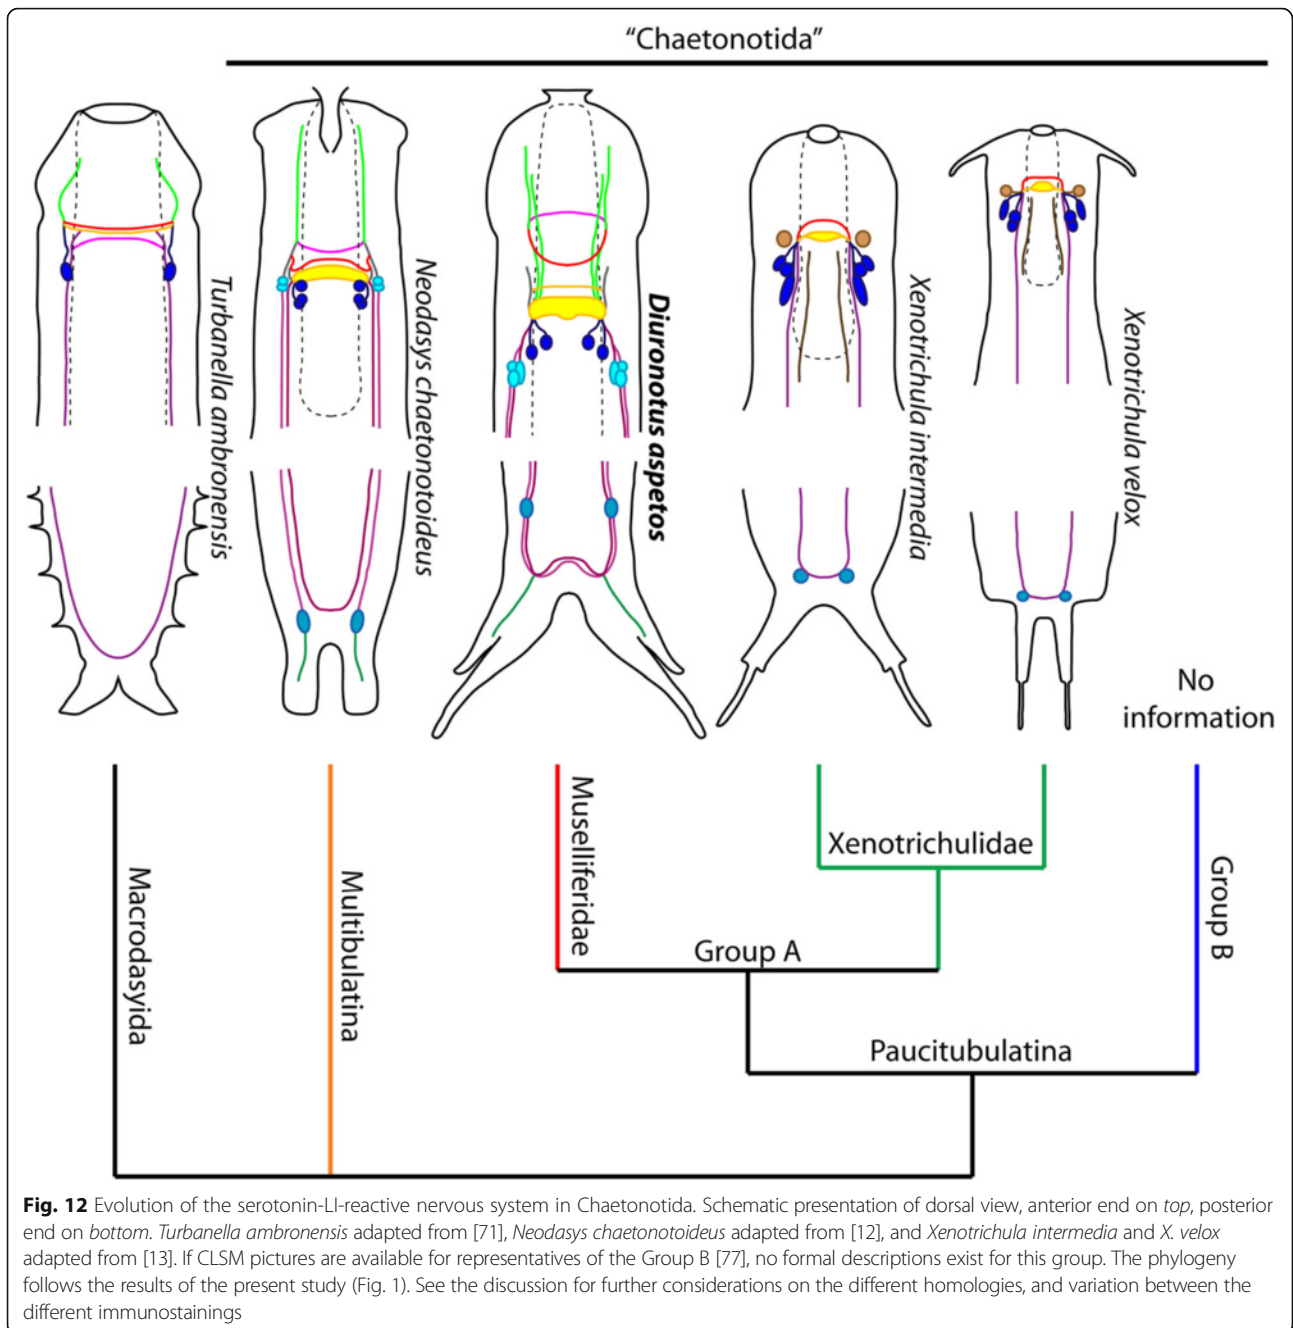 “Chaetonotida”
Turbanella ambronensis
Neodasys chaetonotoideus
Diuronotus aspetos
Xenotrichula intermedia
Xenotrichula velox
No
information
Macrodasyida
Multibulatina
Muselliferidae
Xenotrichulidae
Group B
Group A
Paucitubulatina
Fig. 12 Evolution of the serotonin-LI-reactive nervous system in Chaetonotida. Schematic presentation of dorsal view, anterior end on top, posterior
end on bottom. Turbanella ambronensis adapted from [71], Neodasys chaetonotoideus adapted from [12], and Xenotrichula intermedia and X. velox
adapted from [13]. If CLSM pictures are available for representatives of the Group B [77], no formal descriptions exist for this group. The phylogeny
follows the results of the present study (Fig. 1). See the discussion for further considerations on the different homologies, and variation between the
different immunostainings